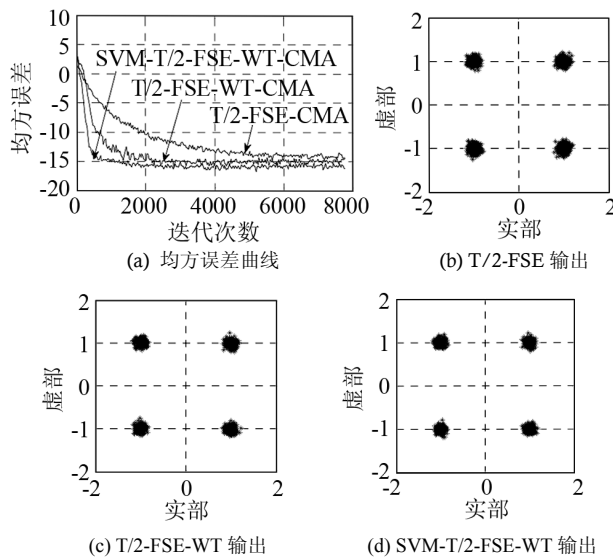 10
5
0
-5
-10
-15
-20
均方误差
SVM-T/2-FSE-WT-CMA
T/2-FSE-WT-CMA
T/2-FSE-CMA
0 2000 4000 6000 8000
迭代次数
(a) 均方误差曲线
2
1
0
-1
-2
虚部
-2 0 2
实部
(b) T/2-FSE 输出
2
1
0
-1
-2
虚部
-2 0 2
实部
(c) T/2-FSE-WT 输出
2
1
0
-1
-2
虚部
-2 0 2
实部
(d) SVM-T/2-FSE-WT 输出